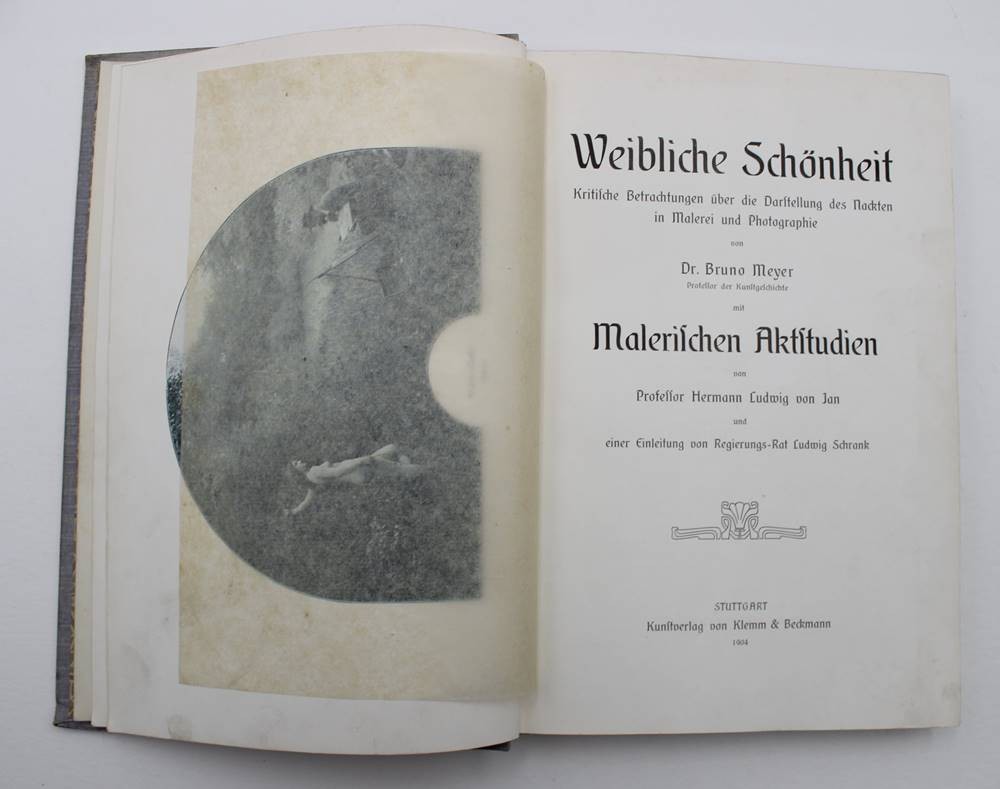 Weibliche Schönheit
Kritiſche Betrachtungen über die Darſtellung des Nackten
in Malerei und Photographie
von
Dr. Bruno Meyer
Profeſſor der Kunſtgeſchichte
mit
Maleriſchen Aktſtudien
von
Profeſſor Hermann Ludwig von Jan
und
einer Einleitung von Regierungs-Rat Ludwig Schrank
STUTTGART
Kunſtverlag von Klemm & Beckmann
1904